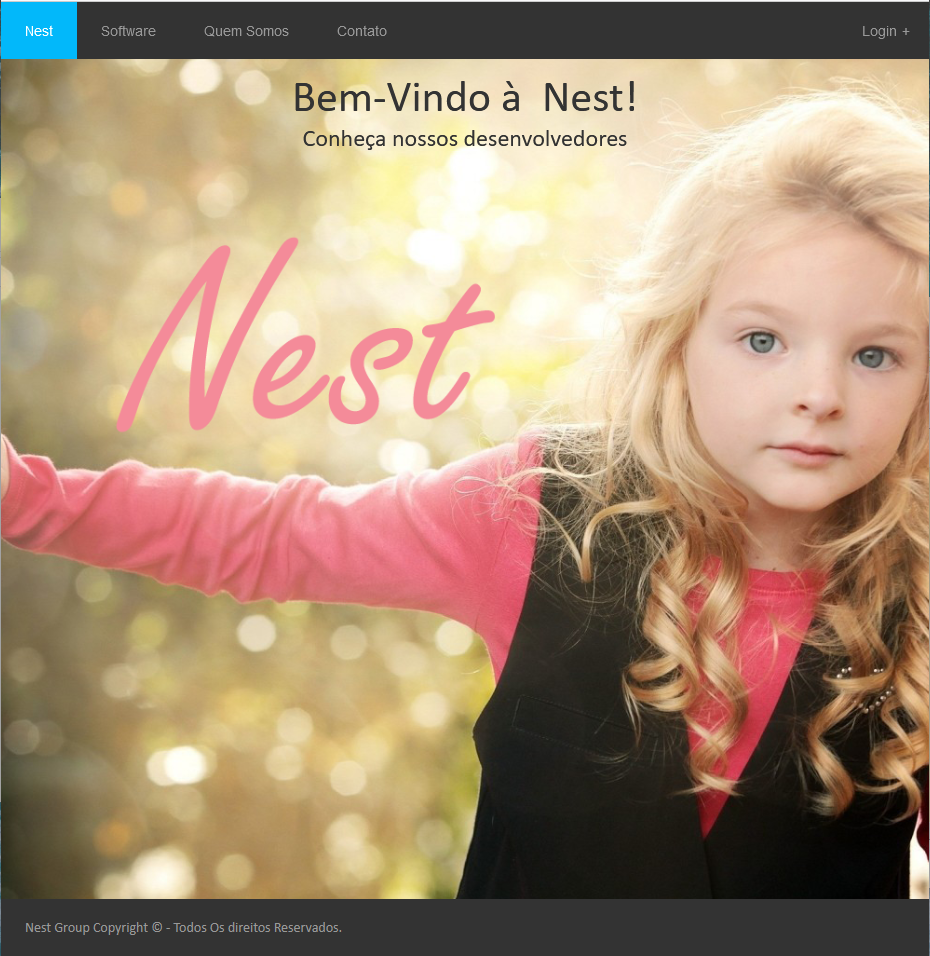 Nest Software Quem Somos Contato Login +
Bem-Vindo à Nest!
Conheça nossos desenvolvedores
Nest
Nest Group Copyright © - Todos Os direitos Reservados.